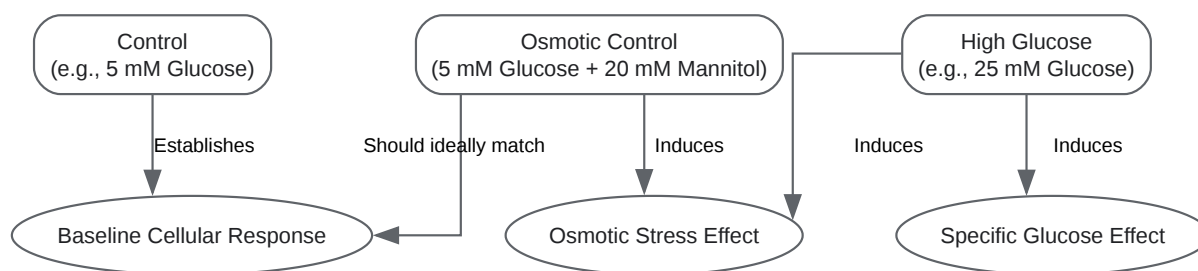 Control
(e.g., 5 mM Glucose)
Osmotic Control
(5 mM Glucose + 20 mM Mannitol)
High Glucose
(e.g., 25 mM Glucose)
Establishes
Should ideally match
Induces
Induces
Induces
Baseline Cellular Response
Osmotic Stress Effect
Specific Glucose Effect